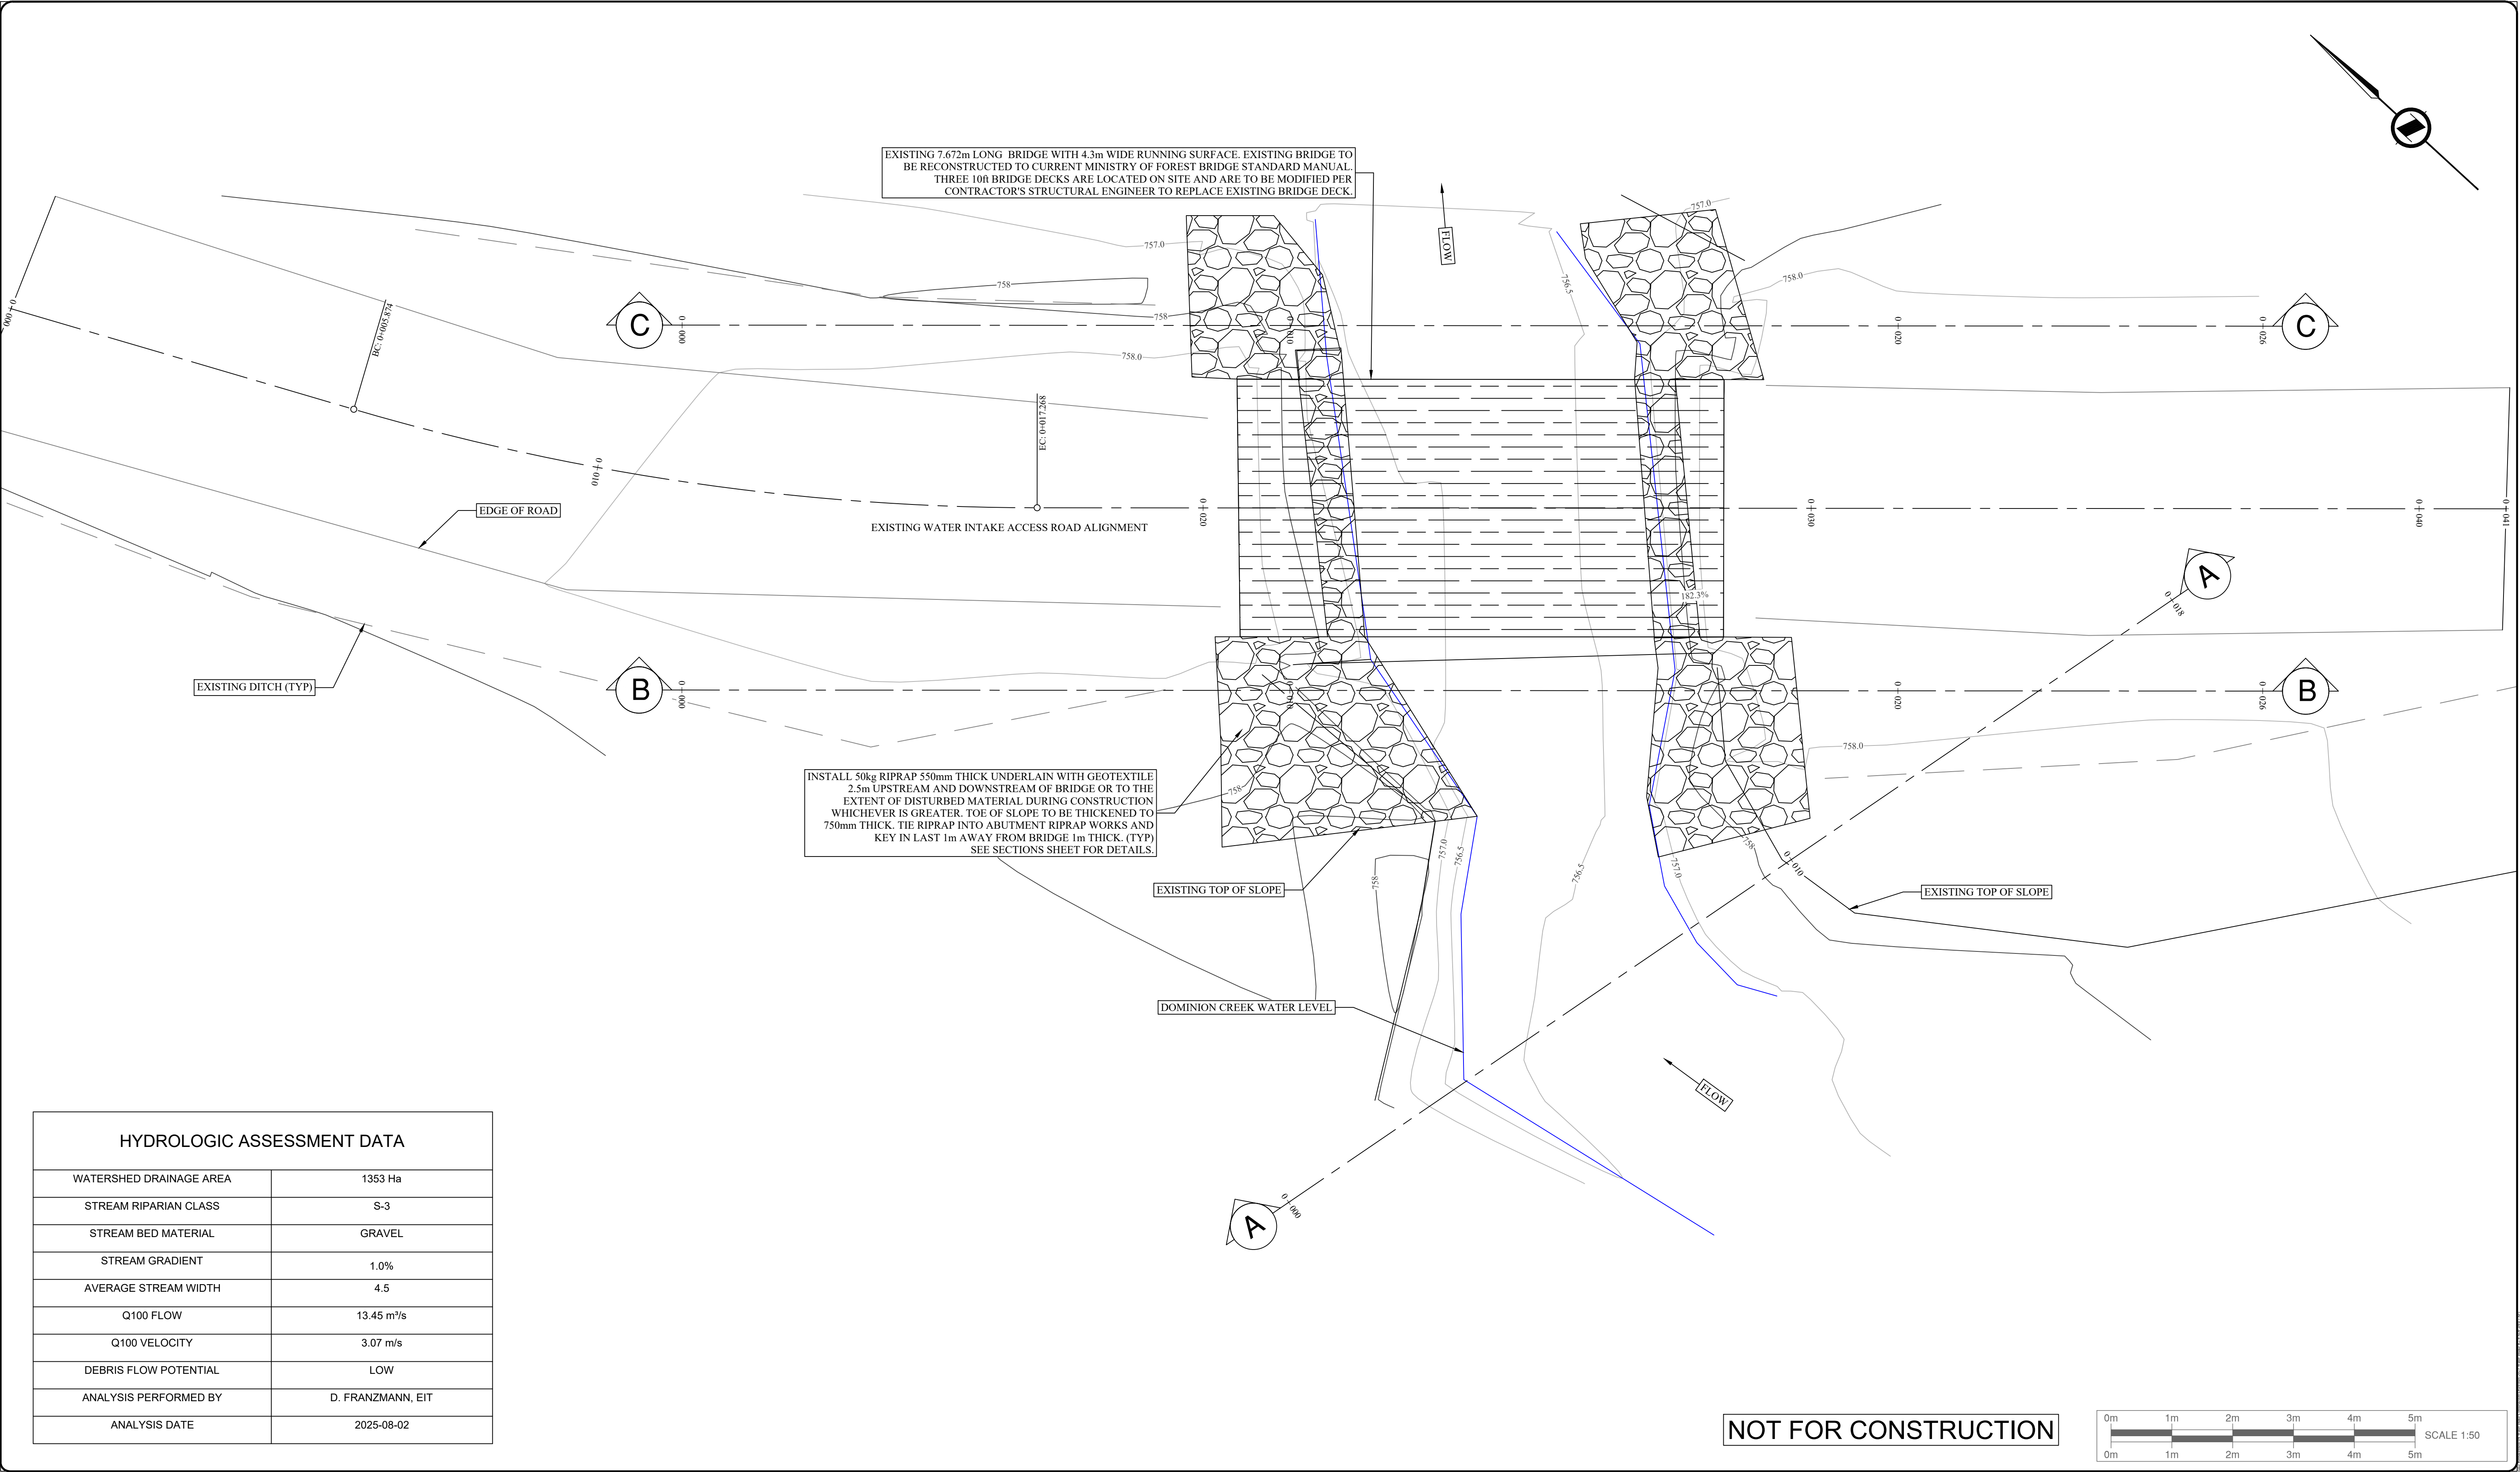 EXISTING 7.672m LONG BRIDGE WITH 4.3m WIDE RUNNING SURFACE. EXISTING BRIDGE TO
BE RECONSTRUCTED TO CURRENT MINISTRY OF FOREST BRIDGE STANDARD MANUAL.
THREE 10ft BRIDGE DECKS ARE LOCATED ON SITE AND ARE TO BE MODIFIED PER
CONTRACTOR'S STRUCTURAL ENGINEER TO REPLACE EXISTING BRIDGE DECK.
FLOW
757.0
757.0
758.0
756.5
758
758
758.0
0+000
BC: 0+005.874
C
0+000
0+010
0+020
0+026
C
EC: 0+017.268
0+010
EDGE OF ROAD
EXISTING WATER INTAKE ACCESS ROAD ALIGNMENT
0+020
0+030
0+040
0+041
A
0+018
182.3%
EXISTING DITCH (TYP)
B
0+000
0+010
0+020
0+026
B
758.0
INSTALL 50kg RIPRAP 550mm THICK UNDERLAIN WITH GEOTEXTILE
2.5m UPSTREAM AND DOWNSTREAM OF BRIDGE OR TO THE
EXTENT OF DISTURBED MATERIAL DURING CONSTRUCTION
WHICHEVER IS GREATER. TOE OF SLOPE TO BE THICKENED TO
750mm THICK. TIE RIPRAP INTO ABUTMENT RIPRAP WORKS AND
KEY IN LAST 1m AWAY FROM BRIDGE 1m THICK. (TYP)
SEE SECTIONS SHEET FOR DETAILS.
758
757.0
756.5
758
756.5
757.0
758
0+010
EXISTING TOP OF SLOPE
EXISTING TOP OF SLOPE
DOMINION CREEK WATER LEVEL
FLOW
A
0+000
HYDROLOGIC ASSESSMENT DATA
WATERSHED DRAINAGE AREA 1353 Ha
STREAM RIPARIAN CLASS S-3
STREAM BED MATERIAL GRAVEL
STREAM GRADIENT 1.0%
AVERAGE STREAM WIDTH 4.5
Q100 FLOW 13.45 m³/s
Q100 VELOCITY 3.07 m/s
DEBRIS FLOW POTENTIAL LOW
ANALYSIS PERFORMED BY D. FRANZMANN, EIT
ANALYSIS DATE 2025-08-02
NOT FOR CONSTRUCTION
0m 1m 2m 3m 4m 5m
SCALE 1:50
0m 1m 2m 3m 4m 5m